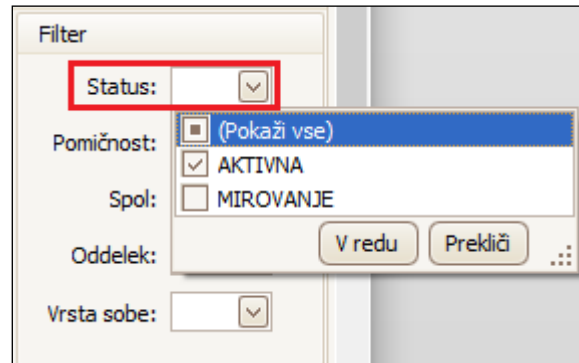 Filter
Status:
(Pokaži vse)
AKTIVNA
MIROVANJE
V redu Prekliči
Pomičnost:
Spol:
Oddelek:
Vrsta sobe: